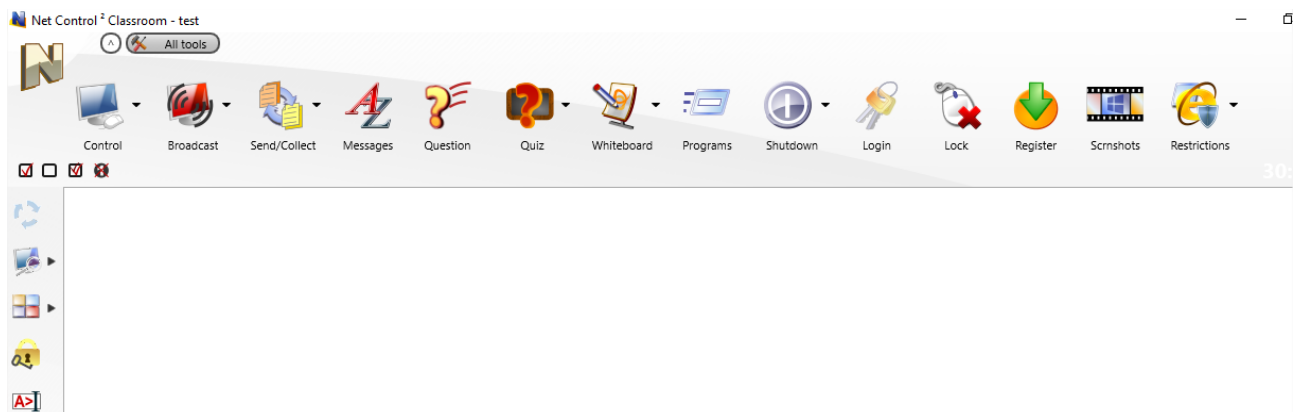 Net Control ² Classroom - test
All tools
Control Broadcast Send/Collect Messages Question Quiz Whiteboard Programs Shutdown Login Lock Register Scrnshots Restrictions
30:
A>